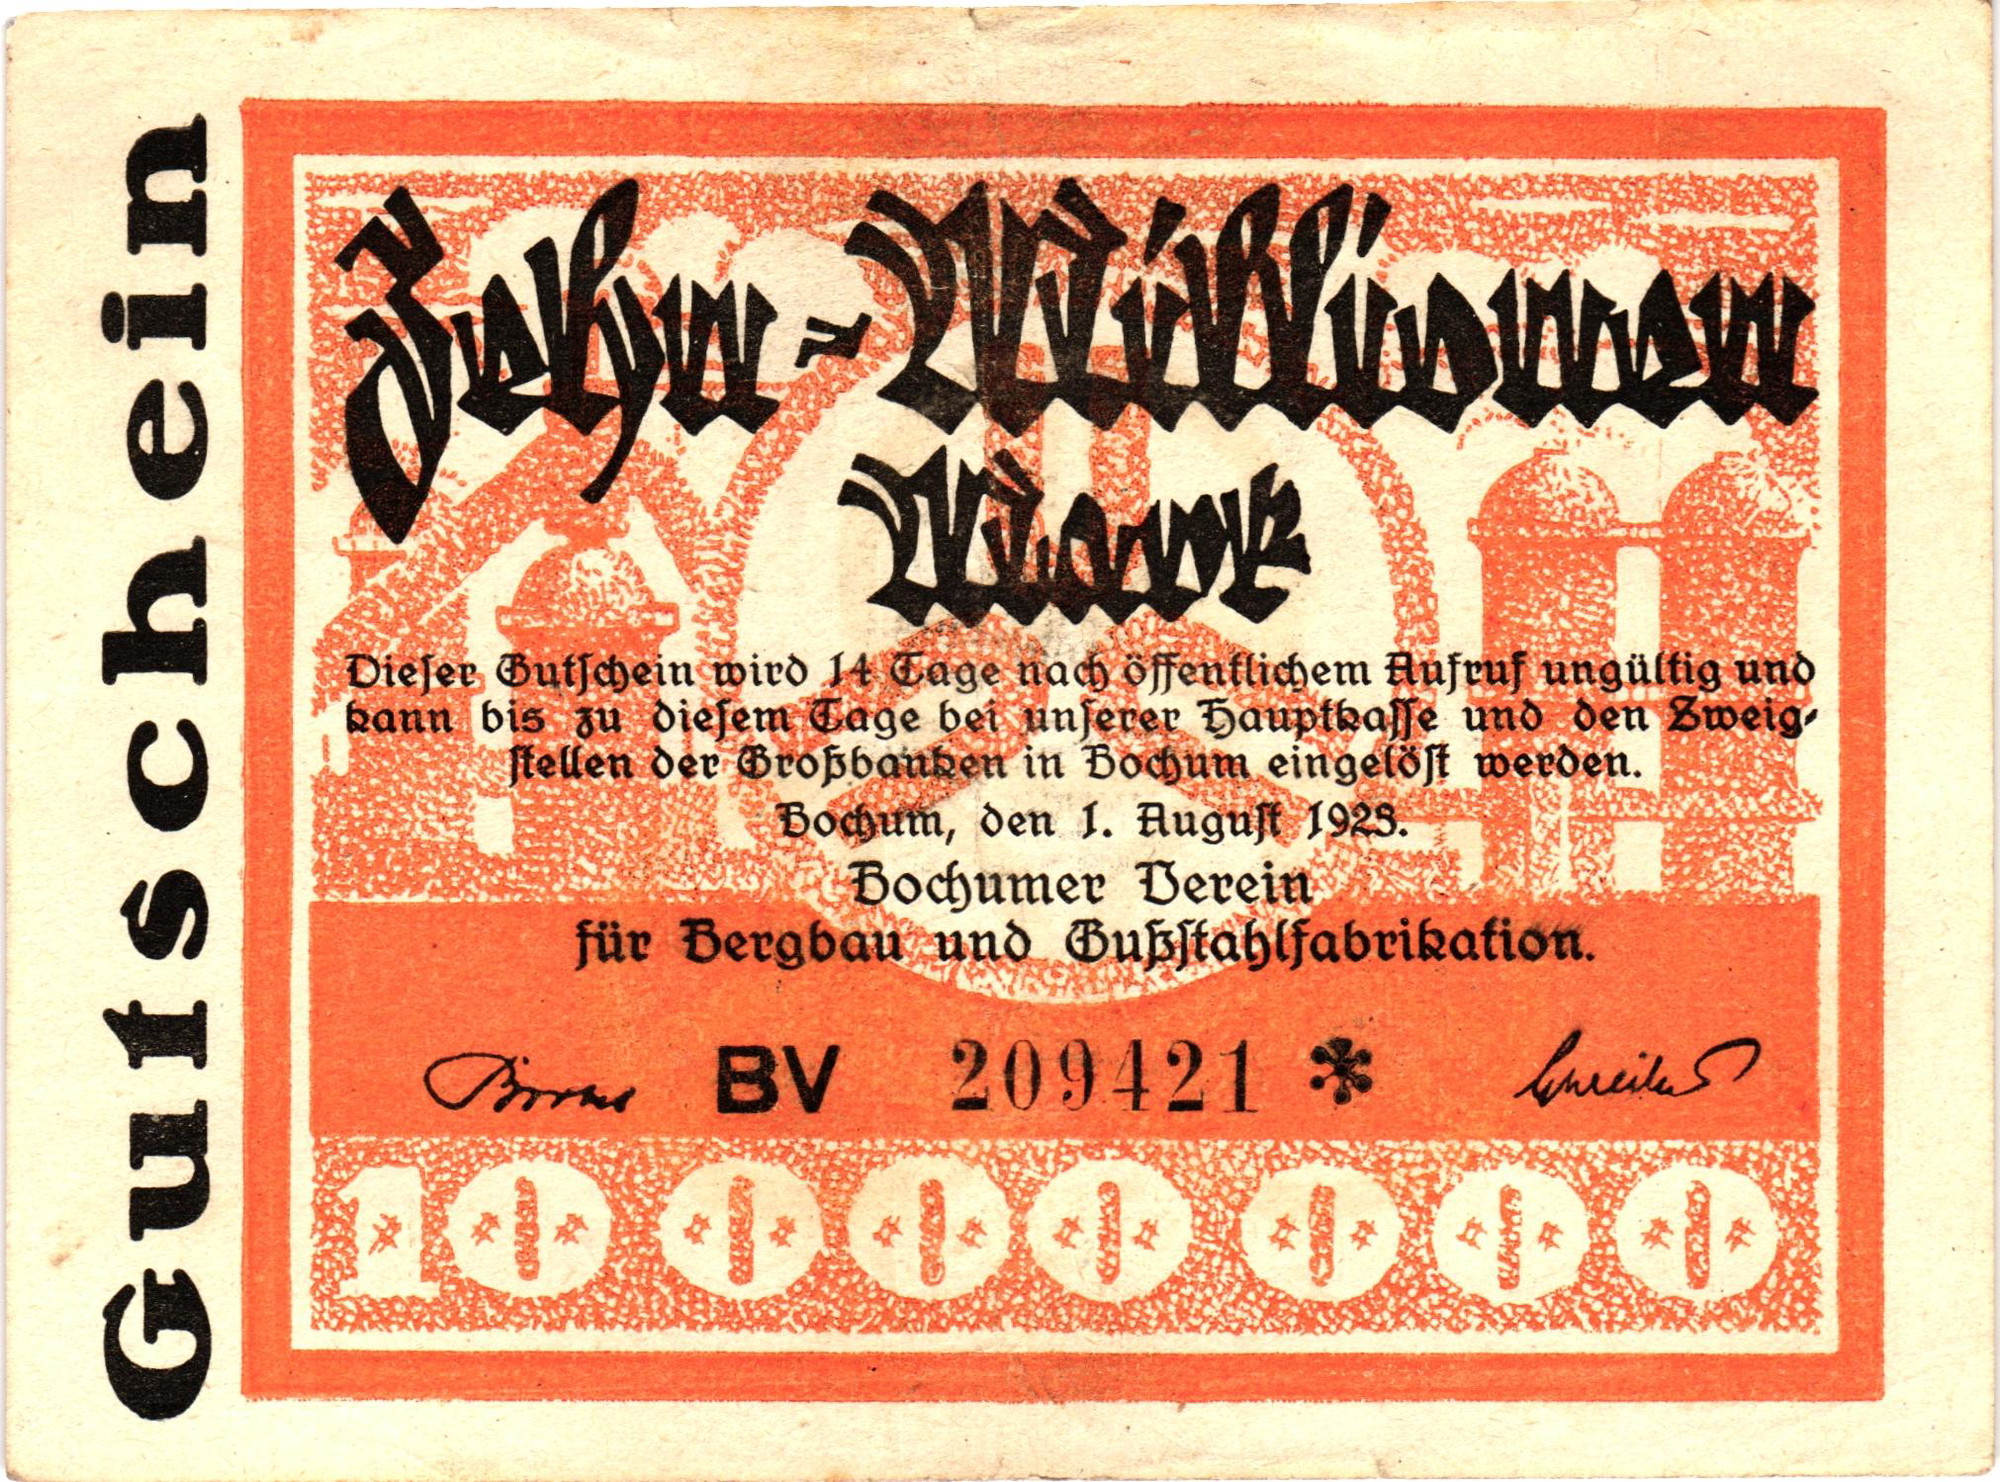 Gutschein
Zehn-Millionen
Mark
Dieser Gutschein wird 14 Tage nach öffentlichem Aufruf ungültig und
kann bis zu diesem Tage bei unserer Hauptkasse und den Zweig-
stellen der Großbanken in Bochum eingelöst werden.
Bochum, den 1. August 1923.
Bochumer Verein
für Bergbau und Gußstahlfabrikation.
BV 209421 *
10000000